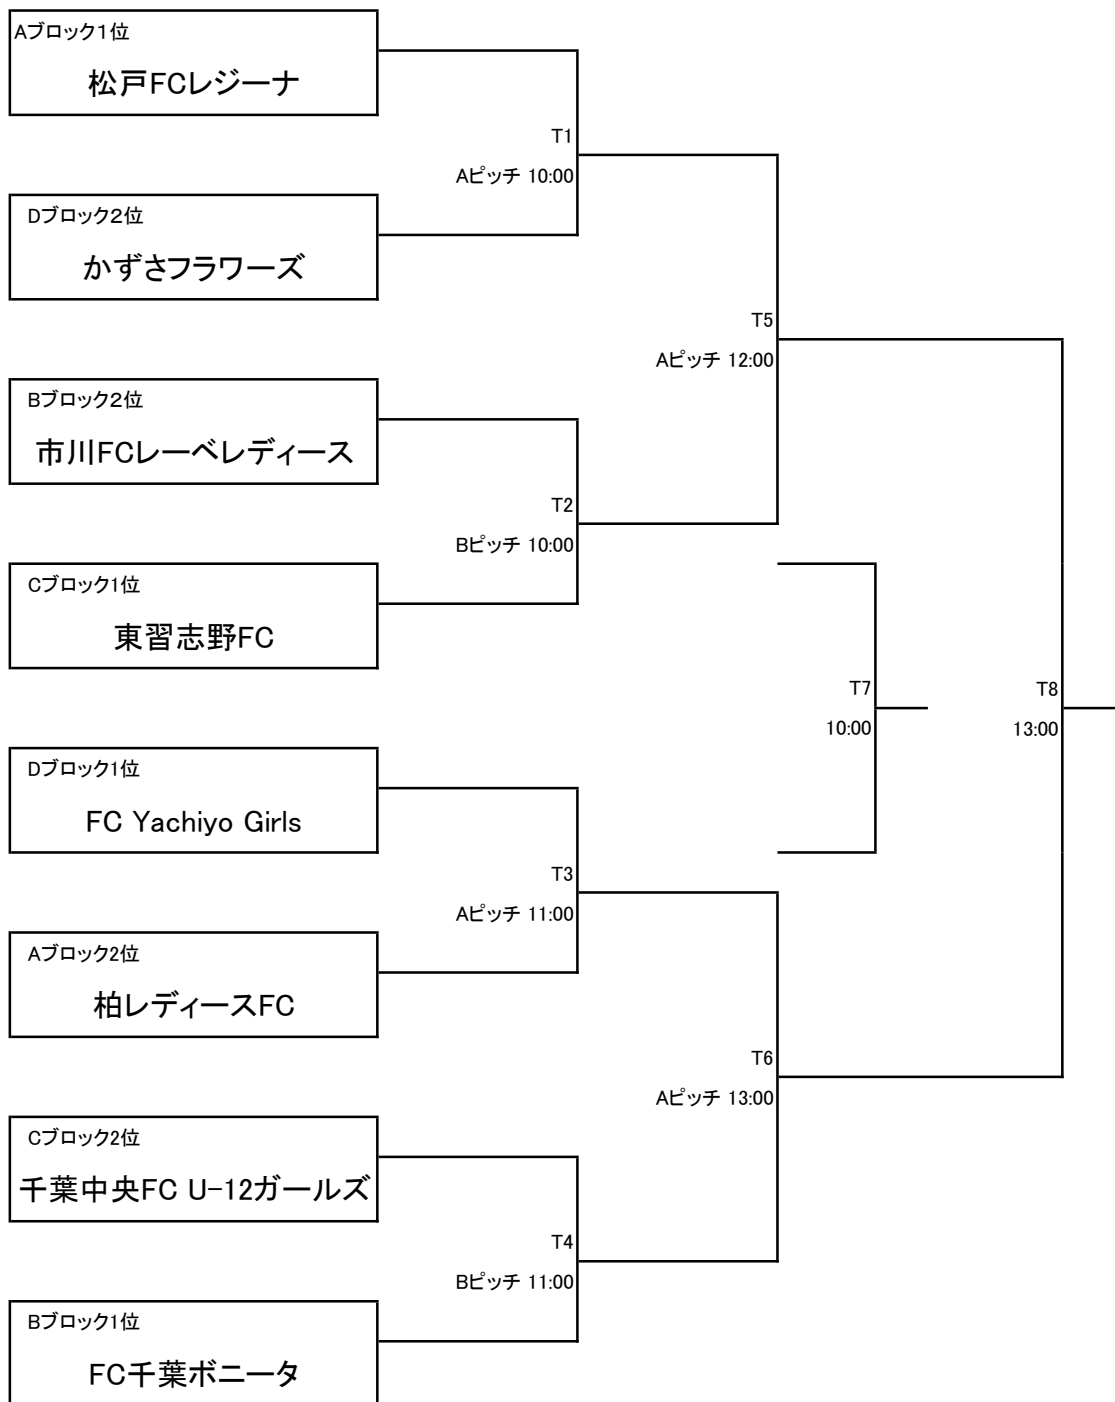 Aブロック１位
松戸FCレジーナ
T1
Aピッチ 10:00
Dブロック２位
かずさフラワーズ
T5
Aピッチ 12:00
Bブロック２位
市川FCレーベレディース
T2
Bピッチ 10:00
Cブロック1位
東習志野FC
T7
10:00
T8
13:00
Dブロック1位
FC Yachiyo Girls
T3
Aピッチ 11:00
Aブロック2位
柏レディースFC
T6
Aピッチ 13:00
Cブロック2位
千葉中央FC U-12ガールズ
T4
Bピッチ 11:00
Bブロック1位
FC千葉ボニータ